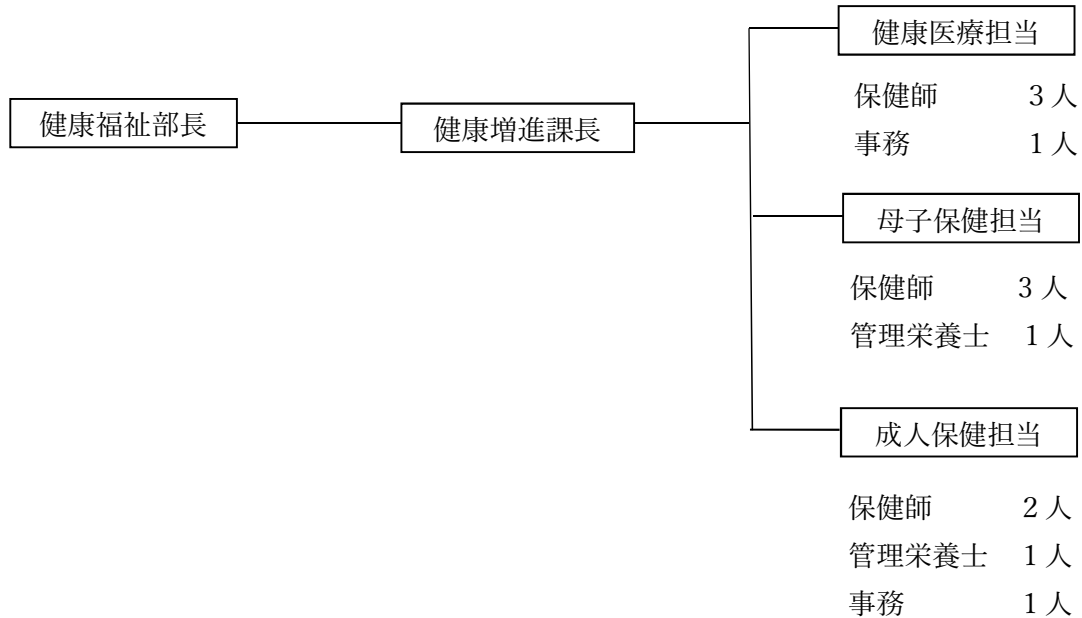 健康福祉部長
健康増進課長
健康医療担当
保健師 3人
事務 1人
母子保健担当
保健師 3人
管理栄養士 1人
成人保健担当
保健師 2人
管理栄養士 1人
事務 1人